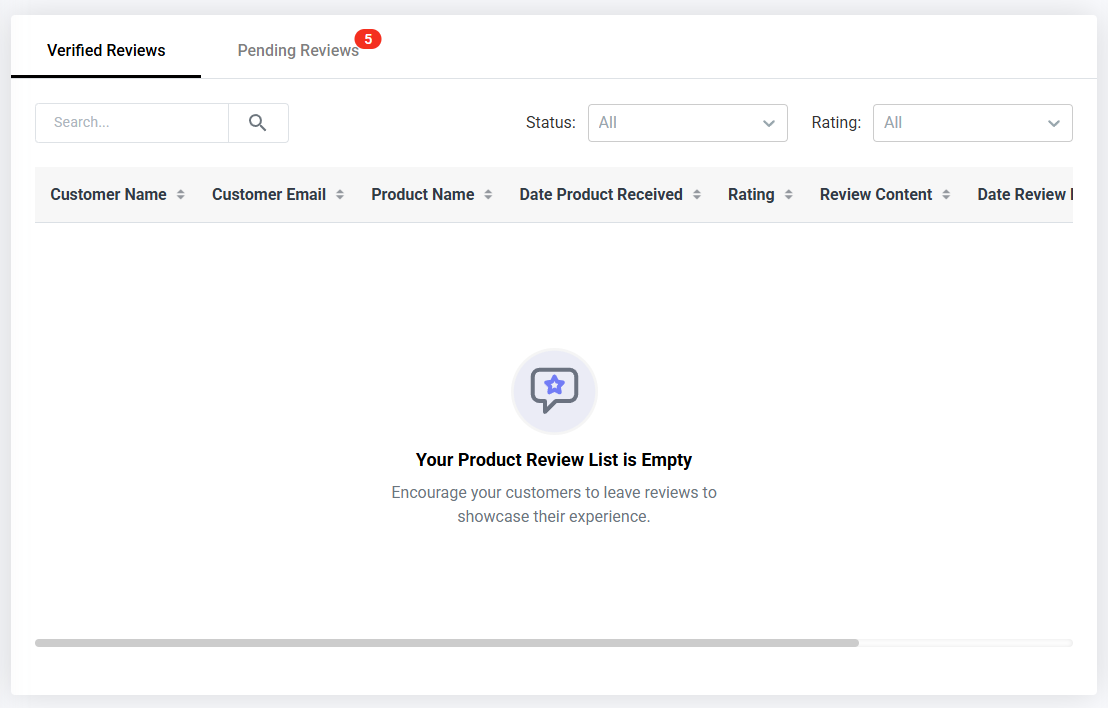 Verified Reviews
Pending Reviews
5
Search...
Status:
All
Rating:
All
Customer Name
Customer Email
Product Name
Date Product Received
Rating
Review Content
Date Review
Your Product Review List is Empty
Encourage your customers to leave reviews to
showcase their experience.